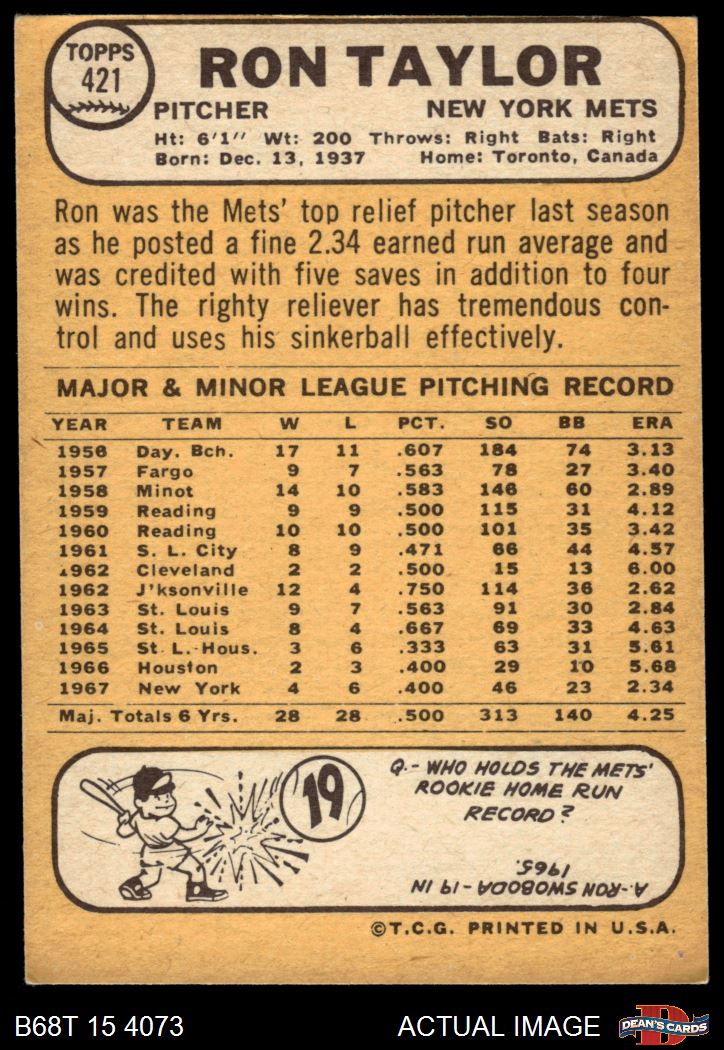 TOPPS
421
RON TAYLOR
PITCHER NEW YORK METS
Ht: 6'1" Wt: 200 Throws: Right Bats: Right
Born: Dec. 13, 1937 Home: Toronto, Canada
Ron was the Mets' top relief pitcher last season
as he posted a fine 2.34 earned run average and
was credited with five saves in addition to four
wins. The righty reliever has tremendous con-
trol and uses his sinkerball effectively.
MAJOR & MINOR LEAGUE PITCHING RECORD
YEAR TEAM W L PCT. SO BB ERA
1956 Day. Bch. 17 11 .607 184 74 3.13
1957 Fargo 9 7 .563 78 27 3.40
1958 Minot 14 10 .583 146 60 2.89
1959 Reading 9 9 .500 115 31 4.12
1960 Reading 10 10 .500 101 35 3.42
1961 S. L. City 8 9 .471 66 44 4.57
1962 Cleveland 2 2 .500 15 13 6.00
1962 J'ksonville 12 4 .750 114 36 2.62
1963 St. Louis 9 7 .563 91 30 2.84
1964 St. Louis 8 4 .667 69 33 4.63
1965 St. L.-Hous. 3 6 .333 63 31 5.61
1966 Houston 2 3 .400 29 10 5.68
1967 New York 4 6 .400 46 23 2.34
Maj. Totals 6 Yrs. 28 28 .500 313 140 4.25
19
Q.- WHO HOLDS THE METS'
ROOKIE HOME RUN
RECORD?
A.-RON SWOBODA-19 IN
1965.
©T.C.G. PRINTED IN U.S.A.
B68T 15 4073 ACTUAL IMAGE DEAN'S CARDS